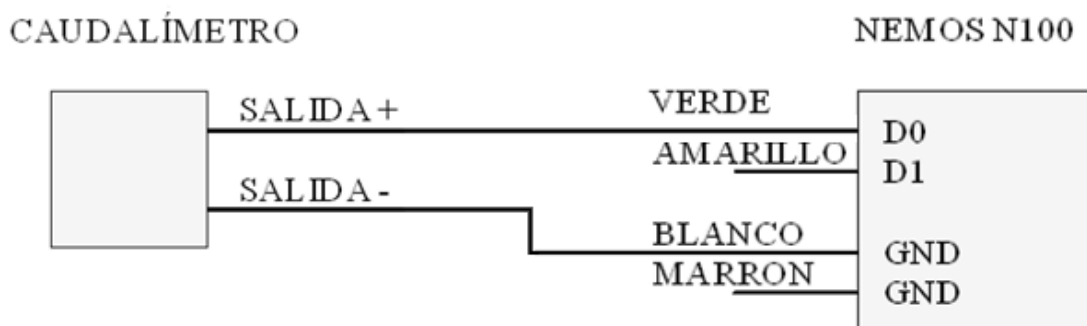 CAUDALÍMETRO
NEMOS N100
SALIDA +
VERDE
D0
AMARILLO
D1
SALIDA -
BLANCO
GND
MARRON
GND